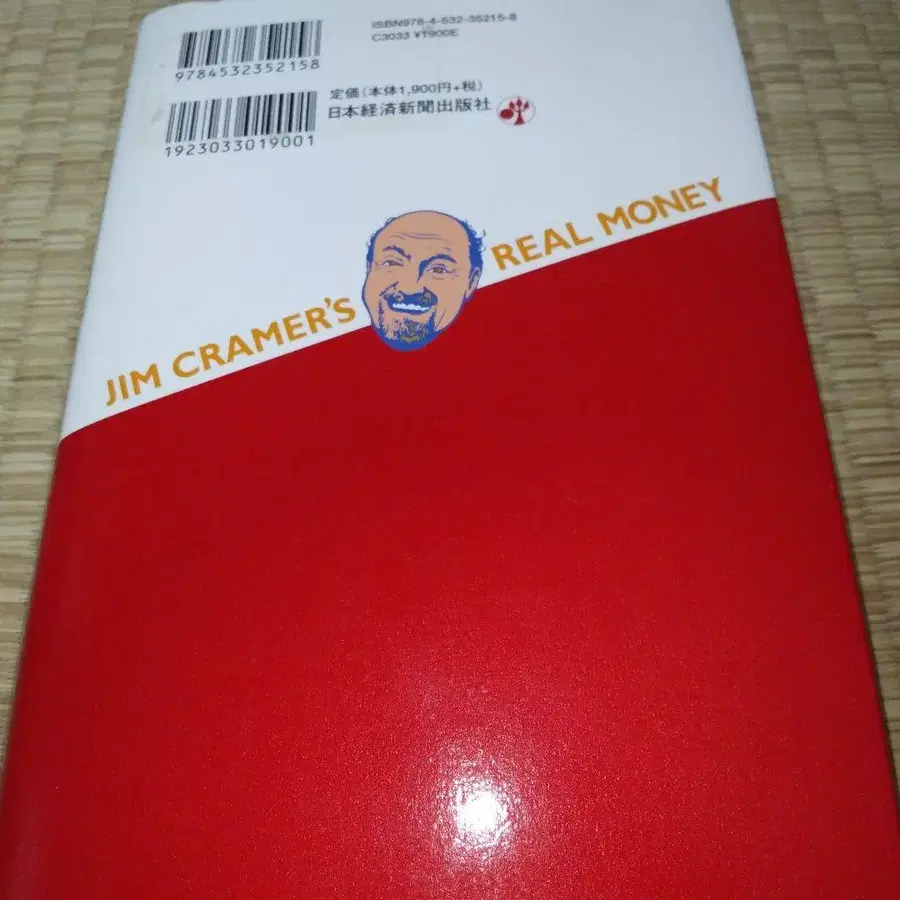 ISBN978-4-532-35215-8
C3033 ¥1900E
9784532352158
定価(本体1,900円+税)
日本経済新聞出版社
1923033019001
JIM CRAMER'S REAL MONEY